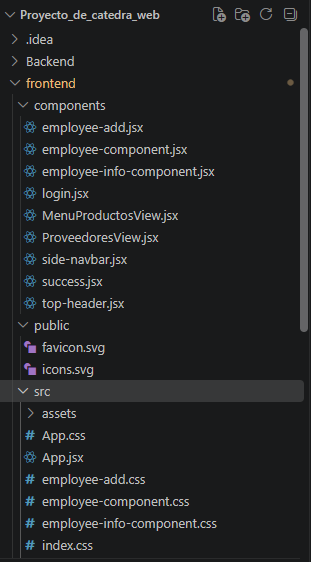 Proyecto_de_catedra_web
.idea
Backend
frontend
components
employee-add.jsx
employee-component.jsx
employee-info-component.jsx
login.jsx
MenuProductosView.jsx
ProveedoresView.jsx
side-navbar.jsx
success.jsx
top-header.jsx
public
favicon.svg
icons.svg
src
assets
# App.css
App.jsx
# employee-add.css
# employee-component.css
# employee-info-component.css
# index.css